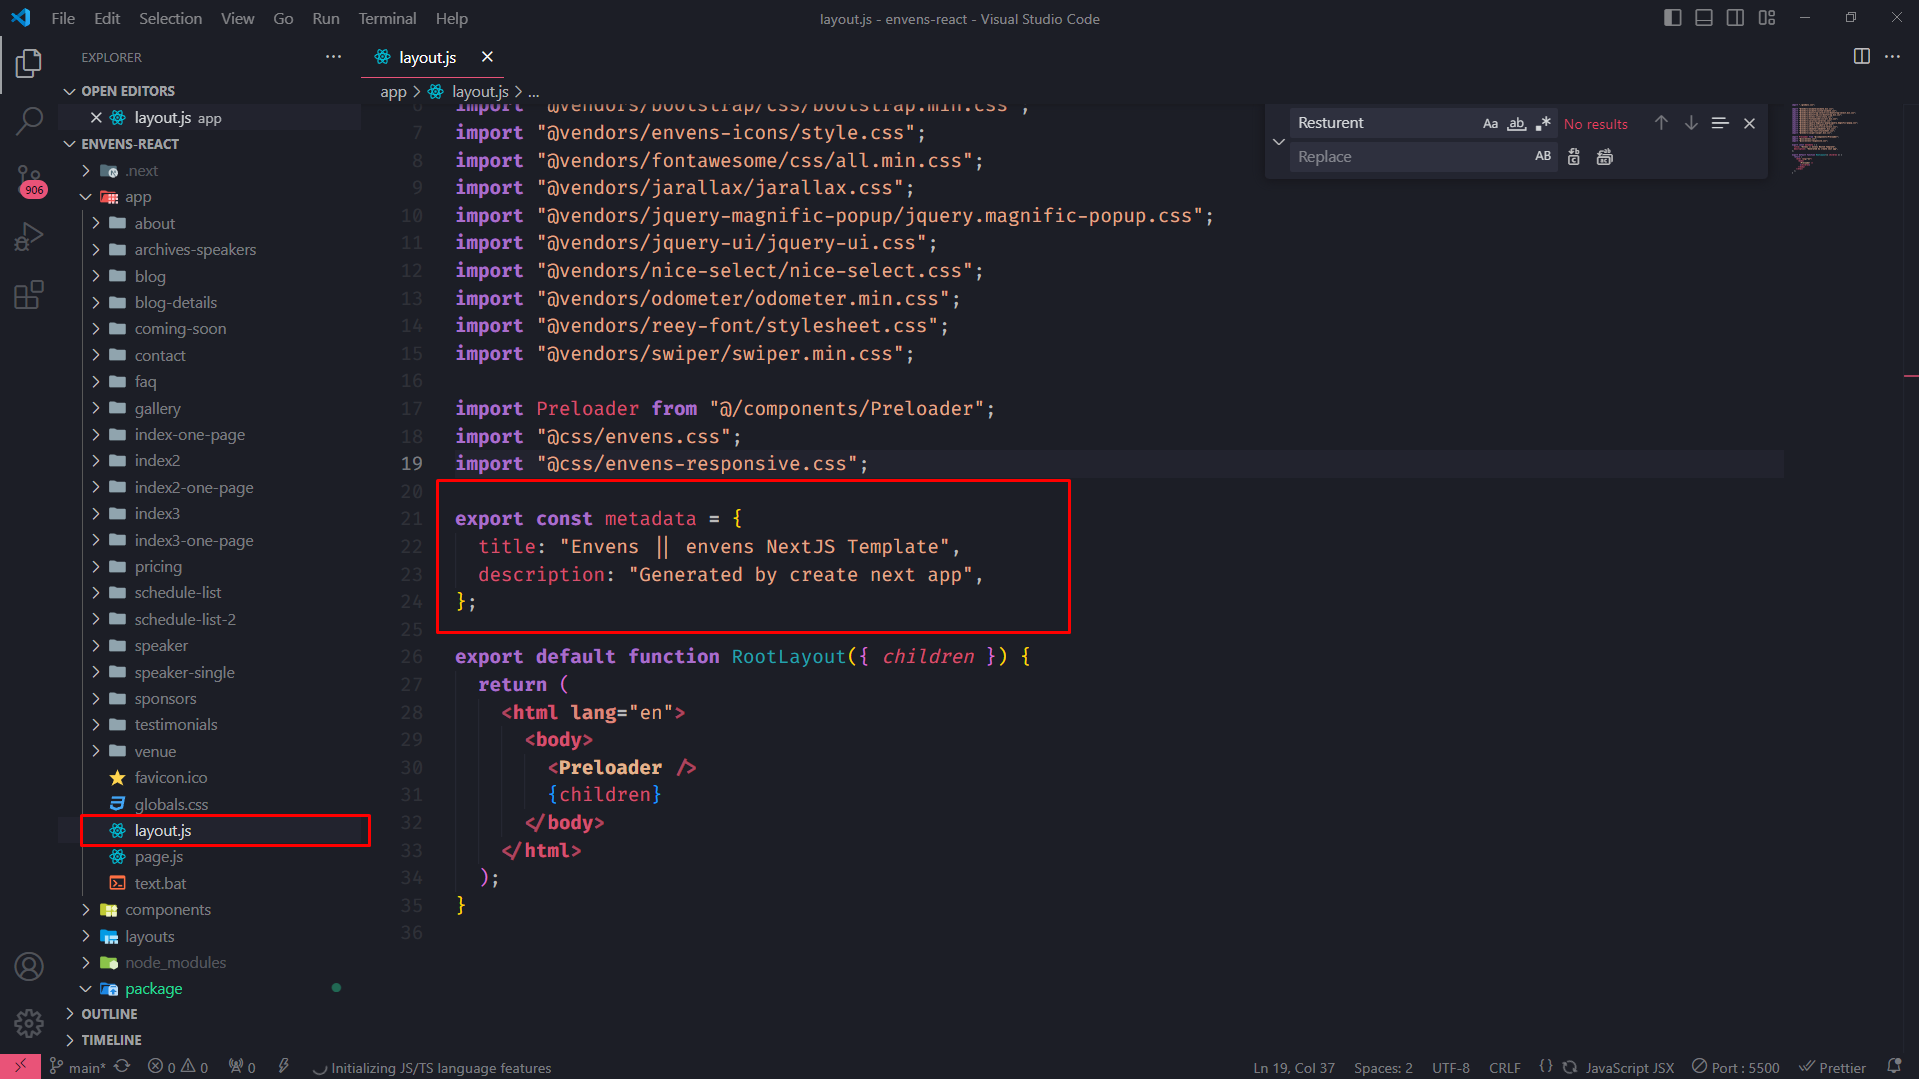 File Edit Selection View Go Run Terminal Help
layout.js - envens-react - Visual Studio Code
EXPLORER
OPEN EDITORS
layout.js app
ENVENS-REACT
.next
app
about
archives-speakers
blog
blog-details
coming-soon
contact
faq
gallery
index-one-page
index2
index2-one-page
index3
index3-one-page
pricing
schedule-list
schedule-list-2
speaker
speaker-single
sponsors
testimonials
venue
favicon.ico
globals.css
layout.js
page.js
text.bat
components
layouts
node_modules
package
OUTLINE
TIMELINE
906
layout.js
app > layout.js > ...
6 import "@vendors/bootstrap/css/bootstrap.min.css";
7 import "@vendors/envens-icons/style.css";
8 import "@vendors/fontawesome/css/all.min.css";
9 import "@vendors/jarallax/jarallax.css";
10 import "@vendors/jquery-magnific-popup/jquery.magnific-popup.css";
11 import "@vendors/jquery-ui/jquery-ui.css";
12 import "@vendors/nice-select/nice-select.css";
13 import "@vendors/odometer/odometer.min.css";
14 import "@vendors/reey-font/stylesheet.css";
15 import "@vendors/swiper/swiper.min.css";
16
17 import Preloader from "@/components/Preloader";
18 import "@css/envens.css";
19 import "@css/envens-responsive.css";
20
21 export const metadata = {
22 title: "Envens || envens NextJS Template",
23 description: "Generated by create next app",
24 };
25
26 export default function RootLayout({ children }) {
27 return (
28 <html lang="en">
29 <body>
30 <Preloader />
31 {children}
32 </body>
33 </html>
34 );
35 }
36
Resturent Aa ab .* No results
Replace AB
main* 0 0 0 Initializing JS/TS language features
Ln 19, Col 37 Spaces: 2 UTF-8 CRLF {} JavaScript JSX Port : 5500 Prettier